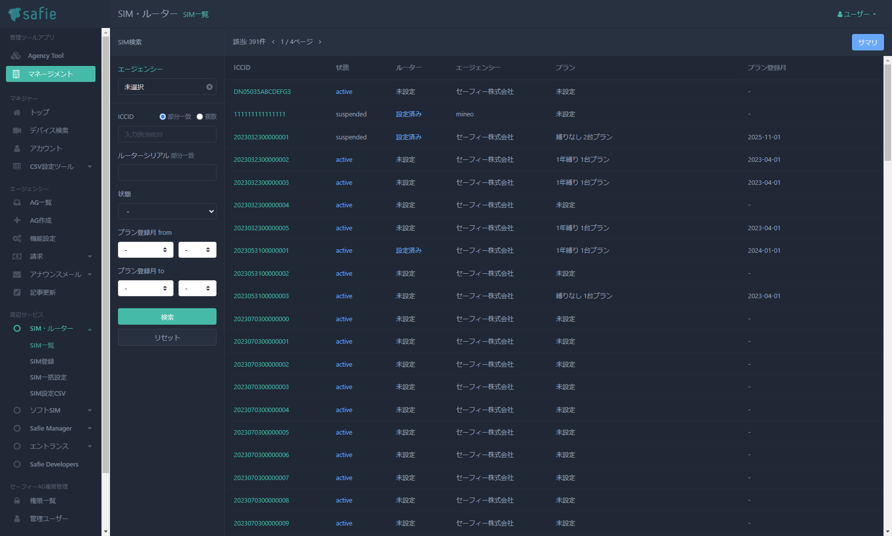 safie
SIM・ルーター SIM一覧
ユーザー
管理ツールアプリ
Agency Tool
マネージメント
マネジャー
トップ
デバイス検索
アカウント
CSV設定ツール
エージェンシー
AG一覧
AG作成
機能設定
請求
アナウンスメール
記事更新
周辺サービス
SIM・ルーター
SIM一覧
SIM登録
SIM一括設定
SIM設定CSV
ソフトSIM
Safie Manager
エントランス
Safie Developers
セーフィー4G権限管理
権限一覧
管理ユーザー
SIM検索
エージェンシー
未選択
ICCID 部分一致
ルーターシリアル 部分一致
状態
-
プラン登録月 from
- -
プラン登録月 to
- -
検索
リセット
該当: 391件 1 / 4ページ
サマリ
ICCID 状態 ルーター エージェンシー プラン プラン登録月
DN05035ABCDEFG3 active 未設定 セーフィー株式会社 未設定 -
111111111111111 suspended 設定済み mineo 未設定 -
2023032300000001 suspended 設定済み セーフィー株式会社 縛りなし 2台プラン 2025-11-01
2023032300000002 active 未設定 セーフィー株式会社 1年縛り 1台プラン 2023-04-01
2023032300000003 active 未設定 セーフィー株式会社 1年縛り 1台プラン 2023-04-01
2023032300000004 active 未設定 セーフィー株式会社 未設定 -
2023032300000005 active 未設定 セーフィー株式会社 1年縛り 1台プラン 2023-04-01
2023053100000001 active 設定済み セーフィー株式会社 1年縛り 1台プラン 2024-01-01
2023053100000002 active 未設定 セーフィー株式会社 未設定 -
2023053100000003 active 未設定 セーフィー株式会社 縛りなし 1台プラン 2023-04-01
2023070300000000 active 未設定 セーフィー株式会社 未設定 -
2023070300000001 active 未設定 セーフィー株式会社 未設定 -
2023070300000002 active 未設定 セーフィー株式会社 未設定 -
2023070300000003 active 未設定 セーフィー株式会社 未設定 -
2023070300000004 active 未設定 セーフィー株式会社 未設定 -
2023070300000005 active 未設定 セーフィー株式会社 未設定 -
2023070300000006 active 未設定 セーフィー株式会社 未設定 -
2023070300000007 active 未設定 セーフィー株式会社 未設定 -
2023070300000008 active 未設定 セーフィー株式会社 未設定 -
2023070300000009 active 未設定 セーフィー株式会社 未設定 -